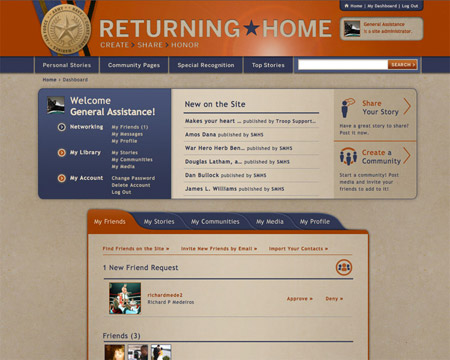 Home | My Dashboard | Log Out
RETURNING★HOME
CREATE › SHARE › HONOR
General Assistance
is a site administrator.
Personal Stories
Community Pages
Special Recognition
Top Stories
SEARCH »
Home » Dashboard
Welcome
General Assistance!
Networking
My Friends (1)
My Messages
My Profile
My Library
My Stories
My Communities
My Media
My Account
Change Password
Delete Account
Log Out
New on the Site
Makes your heart ... published by Troop Support...
Amos Dana published by SMHS
War Hero Herb Ben... published by SMHS
Douglas Latham, a... published by SMHS
Dan Bullock published by SMHS
James L. Williams published by SMHS
Share
Your Story
Have a great story to share?
Post it now.
Create a
Community
Start a community! Post
media and invite your
friends to add to it!
My Friends
My Stories
My Communities
My Media
My Profile
Find Friends on the Site »
Invite New Friends by Email »
Import Your Contacts »
1 New Friend Request
richardmede2
Richard P Medeiros
Approve »
Deny »
Friends (3)